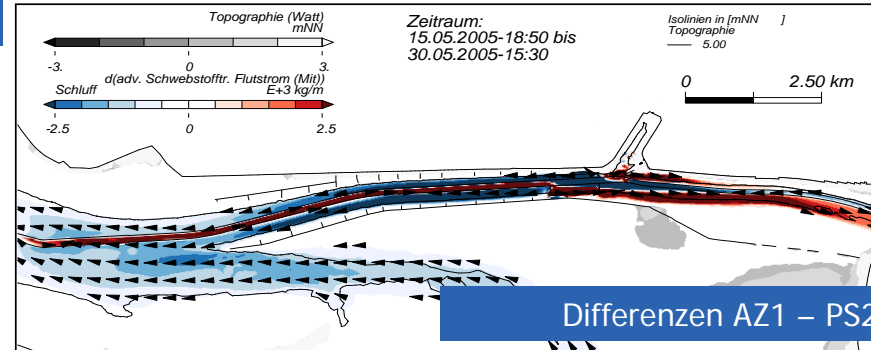 Topographie (Watt)
mNN
-3. 0 3.
d(adv. Schwebstofftr. Flutstrom (Mit))
Schluff E+3 kg/m
-2.5 0 2.5
Zeitraum:
15.05.2005-18:50 bis
30.05.2005-15:30
Isolinien in [mNN ]
Topographie
5.00
0 2.50 km
Differenzen AZ1 – PS2